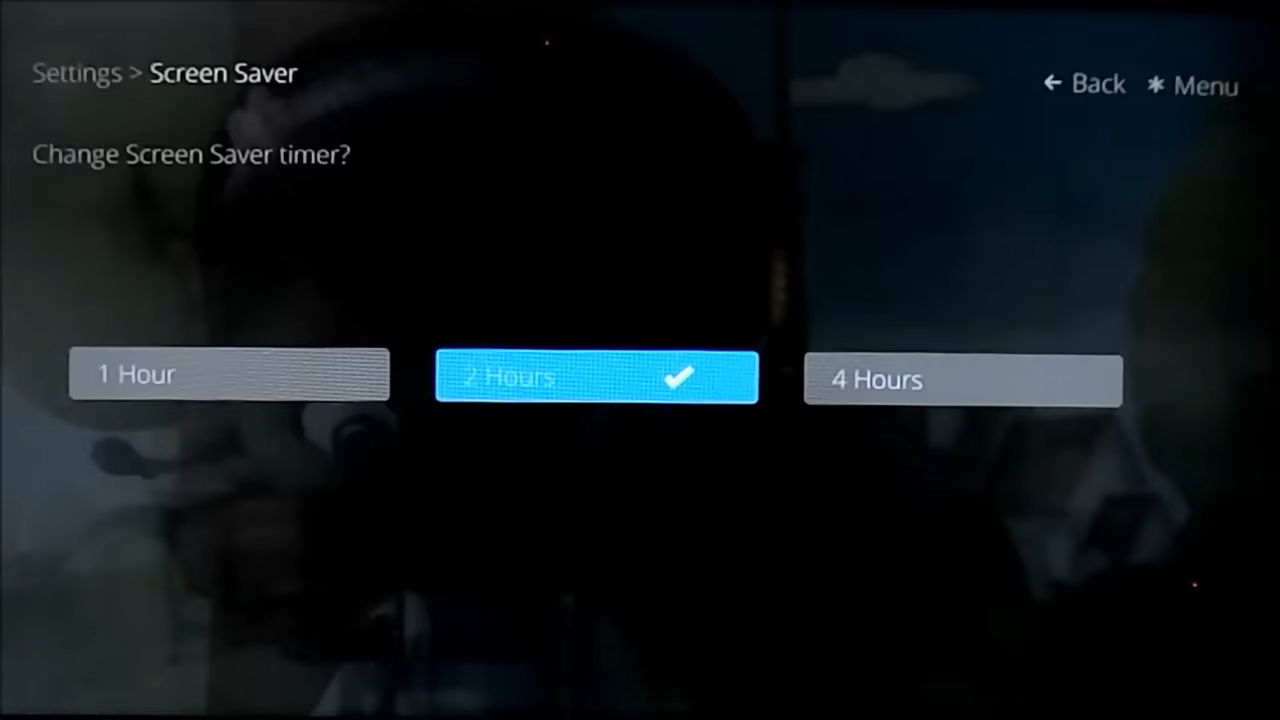 Settings > Screen Saver
← Back * Menu
Change Screen Saver timer?
1 Hour
2 Hours
4 Hours